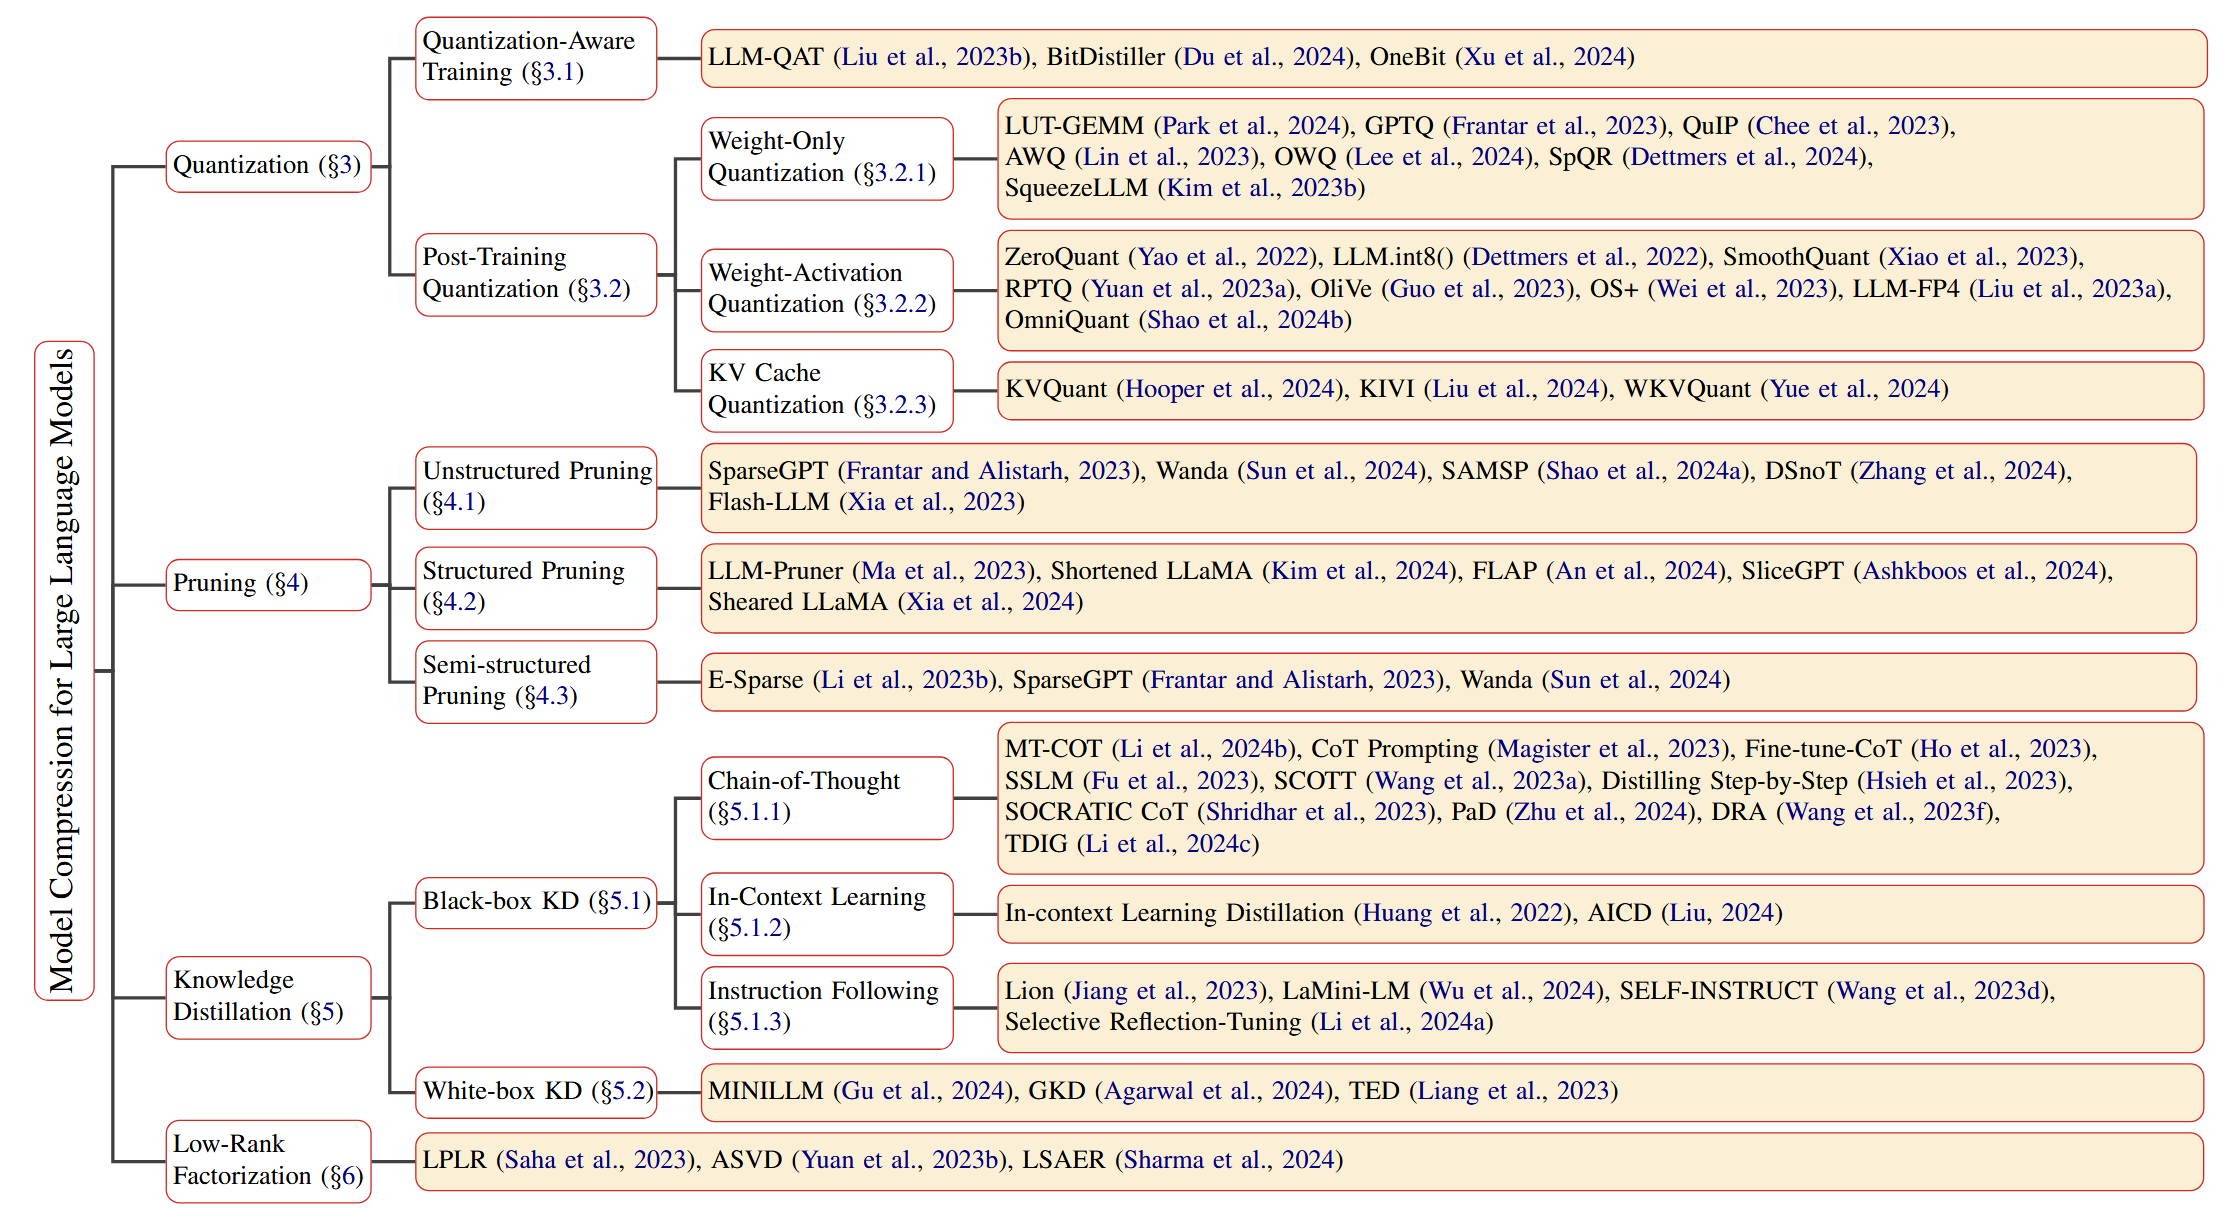 Model Compression for Large Language Models
Quantization (§3)
Quantization-Aware
Training (§3.1)
LLM-QAT (Liu et al., 2023b), BitDistiller (Du et al., 2024), OneBit (Xu et al., 2024)
Post-Training
Quantization (§3.2)
Weight-Only
Quantization (§3.2.1)
LUT-GEMM (Park et al., 2024), GPTQ (Frantar et al., 2023), QuIP (Chee et al., 2023),
AWQ (Lin et al., 2023), OWQ (Lee et al., 2024), SpQR (Dettmers et al., 2024),
SqueezeLLM (Kim et al., 2023b)
Weight-Activation
Quantization (§3.2.2)
ZeroQuant (Yao et al., 2022), LLM.int8() (Dettmers et al., 2022), SmoothQuant (Xiao et al., 2023),
RPTQ (Yuan et al., 2023a), OliVe (Guo et al., 2023), OS+ (Wei et al., 2023), LLM-FP4 (Liu et al., 2023a),
OmniQuant (Shao et al., 2024b)
KV Cache
Quantization (§3.2.3)
KVQuant (Hooper et al., 2024), KIVI (Liu et al., 2024), WKVQuant (Yue et al., 2024)
Pruning (§4)
Unstructured Pruning
(§4.1)
SparseGPT (Frantar and Alistarh, 2023), Wanda (Sun et al., 2024), SAMSP (Shao et al., 2024a), DSnoT (Zhang et al., 2024),
Flash-LLM (Xia et al., 2023)
Structured Pruning
(§4.2)
LLM-Pruner (Ma et al., 2023), Shortened LLaMA (Kim et al., 2024), FLAP (An et al., 2024), SliceGPT (Ashkboos et al., 2024),
Sheared LLaMA (Xia et al., 2024)
Semi-structured
Pruning (§4.3)
E-Sparse (Li et al., 2023b), SparseGPT (Frantar and Alistarh, 2023), Wanda (Sun et al., 2024)
Knowledge
Distillation (§5)
Black-box KD (§5.1)
Chain-of-Thought
(§5.1.1)
MT-COT (Li et al., 2024b), CoT Prompting (Magister et al., 2023), Fine-tune-CoT (Ho et al., 2023),
SSLM (Fu et al., 2023), SCOTT (Wang et al., 2023a), Distilling Step-by-Step (Hsieh et al., 2023),
SOCRATIC CoT (Shridhar et al., 2023), PaD (Zhu et al., 2024), DRA (Wang et al., 2023f),
TDIG (Li et al., 2024c)
In-Context Learning
(§5.1.2)
In-context Learning Distillation (Huang et al., 2022), AICD (Liu, 2024)
Instruction Following
(§5.1.3)
Lion (Jiang et al., 2023), LaMini-LM (Wu et al., 2024), SELF-INSTRUCT (Wang et al., 2023d),
Selective Reflection-Tuning (Li et al., 2024a)
White-box KD (§5.2)
MINILLM (Gu et al., 2024), GKD (Agarwal et al., 2024), TED (Liang et al., 2023)
Low-Rank
Factorization (§6)
LPLR (Saha et al., 2023), ASVD (Yuan et al., 2023b), LSAER (Sharma et al., 2024)